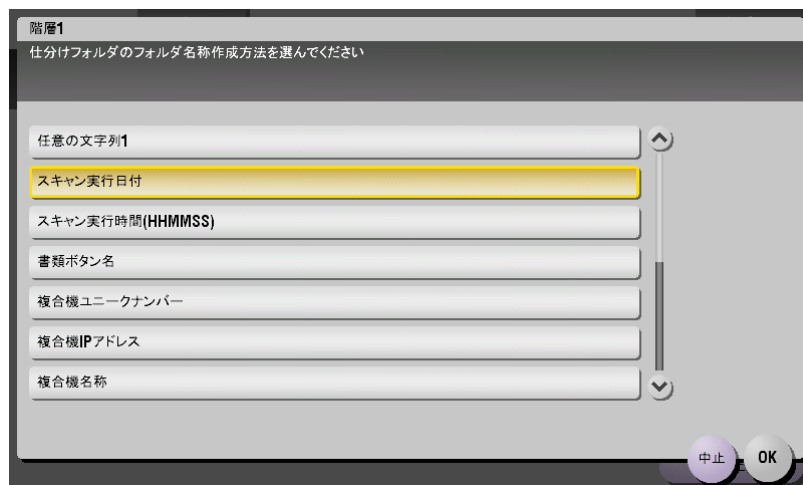 階層1
仕分けフォルダのフォルダ名称作成方法を選んでください
任意の文字列1
スキャン実行日付
スキャン実行時間(HHMMSS)
書類ボタン名
複合機ユニークナンバー
複合機IPアドレス
複合機名称
中止
OK